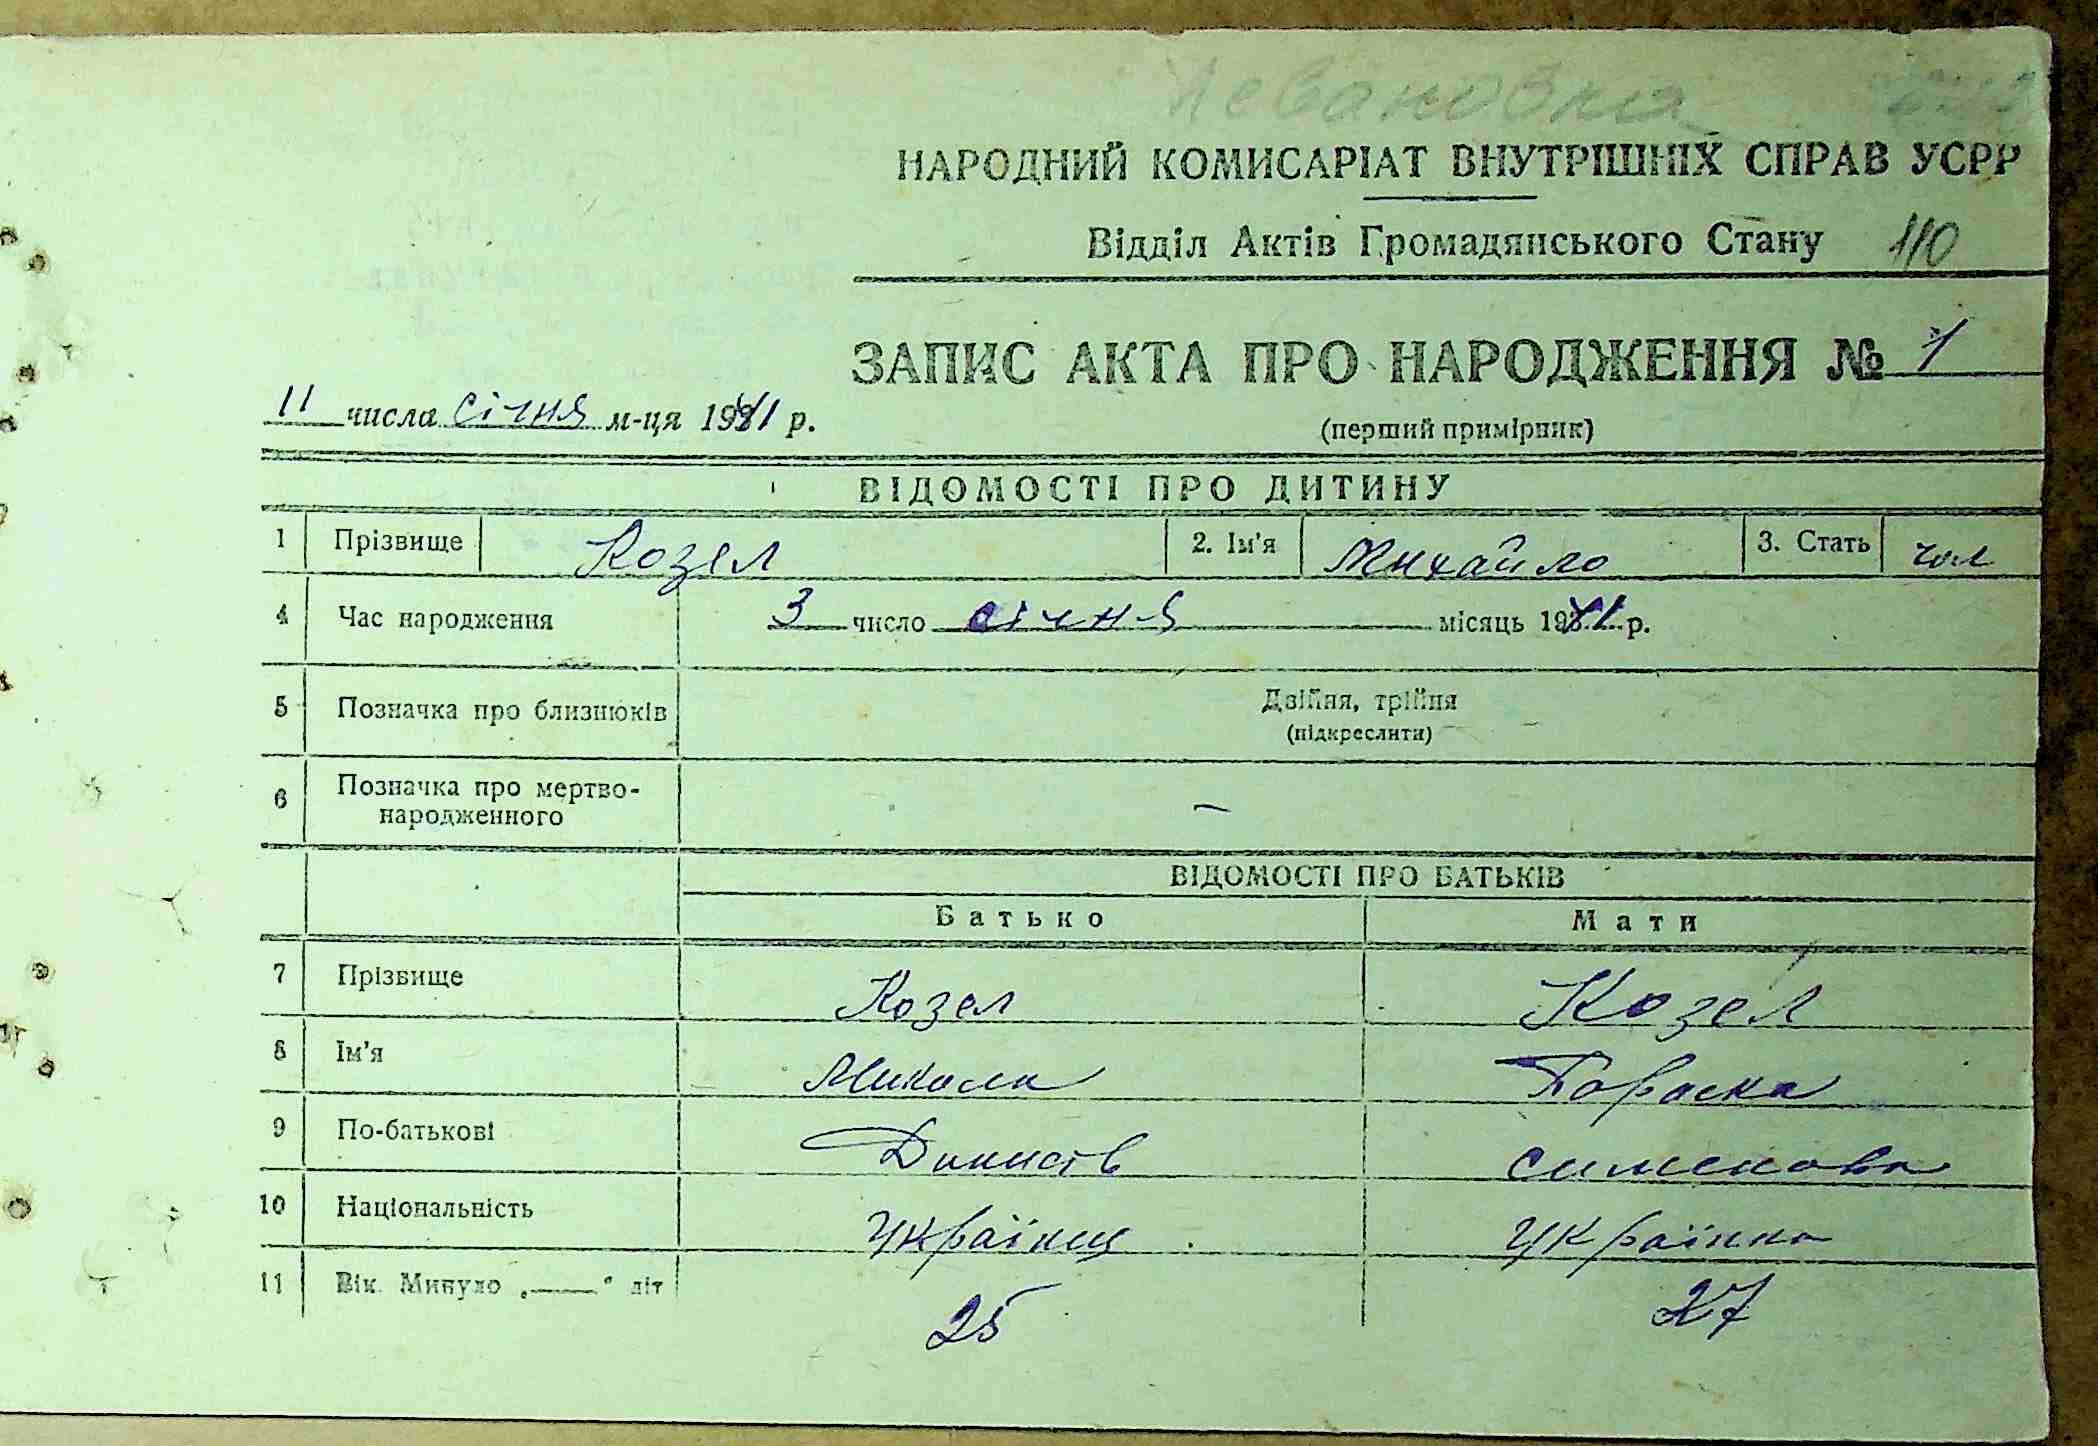 Левановка
НАРОДНИЙ КОМИСАРІАТ ВНУТРІШНІХ СПРАВ УСРР
Відділ Актів Громадянського Стану 110
ЗАПИС АКТА ПРО НАРОДЖЕННЯ № 1
11 числа січня м-ця 1941 р.
(перший примірник)
ВІДОМОСТІ ПРО ДИТИНУ
1 Прізвище Козел 2. Ім'я Михайло 3. Стать чол
4 Час народження 3 число січня місяць 1941 р.
5 Позначка про близнюків Двійня, трійня
(підкреслити)
6 Позначка про мертво-
народженного –
ВІДОМОСТІ ПРО БАТЬКІВ
Батько Мати
7 Прізвище Козел Козел
8 Ім'я Микола Параска
9 По-батькові Денисов Сименовн
10 Національність Українц Українка
11 Вік. Минуло „——“ літ 25 27